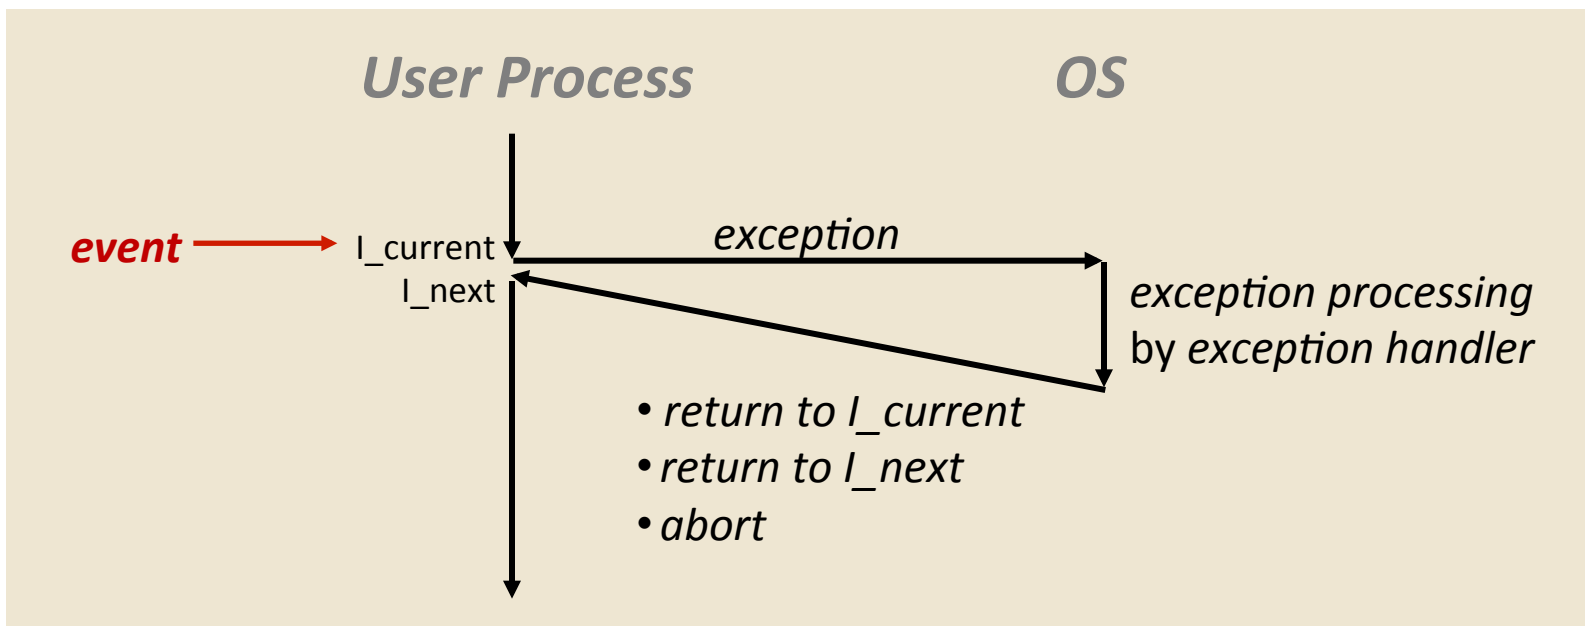 User Process
OS
event
I_current
exception
I_next
exception processing
by exception handler
• return to I_current
• return to I_next
• abort